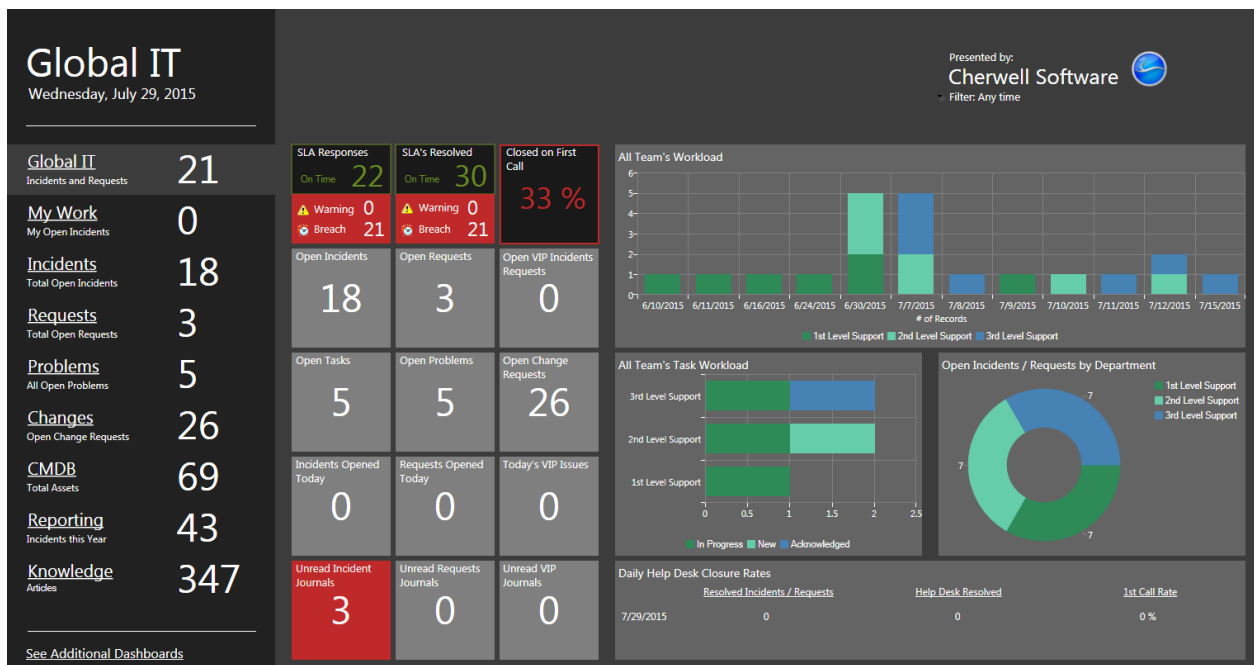 Global IT
Wednesday, July 29, 2015
Presented by:
Cherwell Software
Filter: Any time
Global IT 21
Incidents and Requests
My Work 0
My Open Incidents
Incidents 18
Total Open Incidents
Requests 3
Total Open Requests
Problems 5
All Open Problems
Changes 26
Open Change Requests
CMDB 69
Total Assets
Reporting 43
Incidents this Year
Knowledge 347
Articles
See Additional Dashboards
SLA Responses
On Time 22
Warning 0
Breach 21
SLA's Resolved
On Time 30
Warning 0
Breach 21
Closed on First
Call
33 %
Open Incidents
18
Open Requests
3
Open VIP Incidents
Requests
0
Open Tasks
5
Open Problems
5
Open Change
Requests
26
Incidents Opened
Today
0
Requests Opened
Today
0
Today's VIP Issues
0
Unread Incident
Journals
3
Unread Requests
Journals
0
Unread VIP
Journals
0
All Team's Workload
6
5
4
3
2
1
0
6/10/2015 6/11/2015 6/16/2015 6/24/2015 6/30/2015 7/7/2015 7/8/2015 7/9/2015 7/10/2015 7/11/2015 7/12/2015 7/15/2015
# of Records
1st Level Support 2nd Level Support 3rd Level Support
All Team's Task Workload
3rd Level Support
2nd Level Support
1st Level Support
0 0.5 1 1.5 2 2.5
In Progress New Acknowledged
Open Incidents / Requests by Department
1st Level Support
2nd Level Support
3rd Level Support
7
7
7
Daily Help Desk Closure Rates
Resolved Incidents / Requests Help Desk Resolved 1st Call Rate
7/29/2015 0 0 0 %